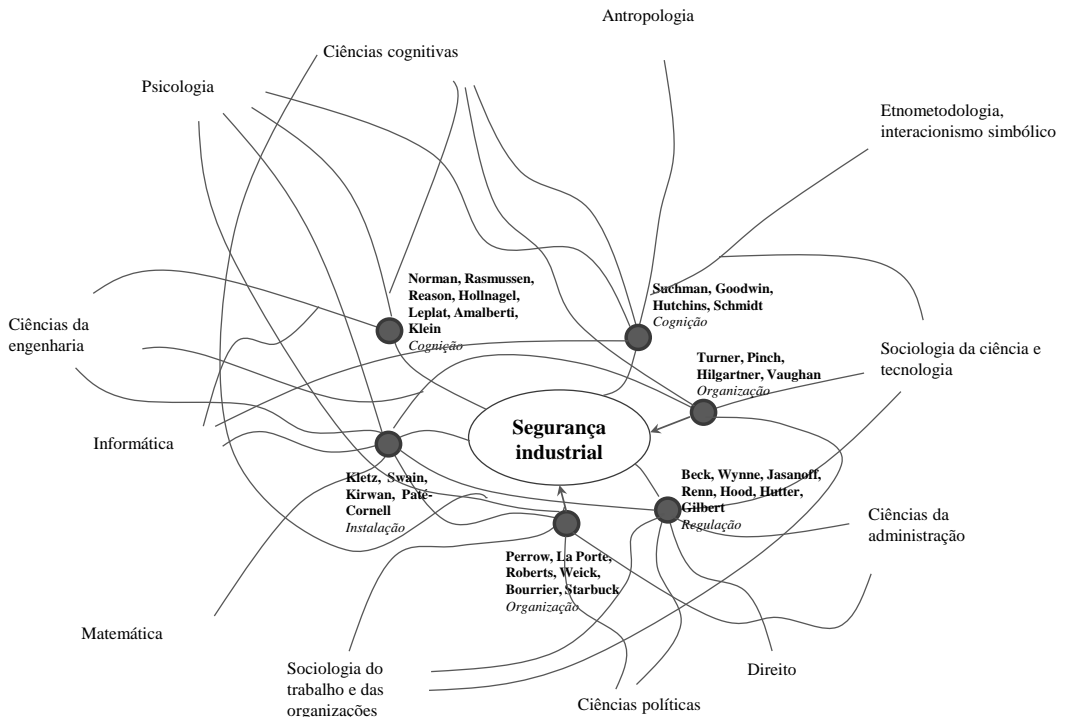 Antropologia
Ciências cognitivas
Psicologia
Etnometodologia,
interacionismo simbólico
Norman, Rasmussen,
Reason, Hollnagel,
Leplat, Amalberti,
Klein
Cognição
Suchman, Goodwin,
Hutchins, Schmidt
Cognição
Ciências da
engenharia
Turner, Pinch,
Hilgartner, Vaughan
Organização
Sociologia da ciência e
tecnologia
Segurança
industrial
Informática
Kletz, Swain,
Kirwan, Paté-
Cornell
Instalação
Beck, Wynne, Jasanoff,
Renn, Hood, Hutter,
Gilbert
Regulação
Ciências da
administração
Perrow, La Porte,
Roberts, Weick,
Bourrier, Starbuck
Organização
Matemática
Sociologia do
trabalho e das
organizações
Direito
Ciências políticas